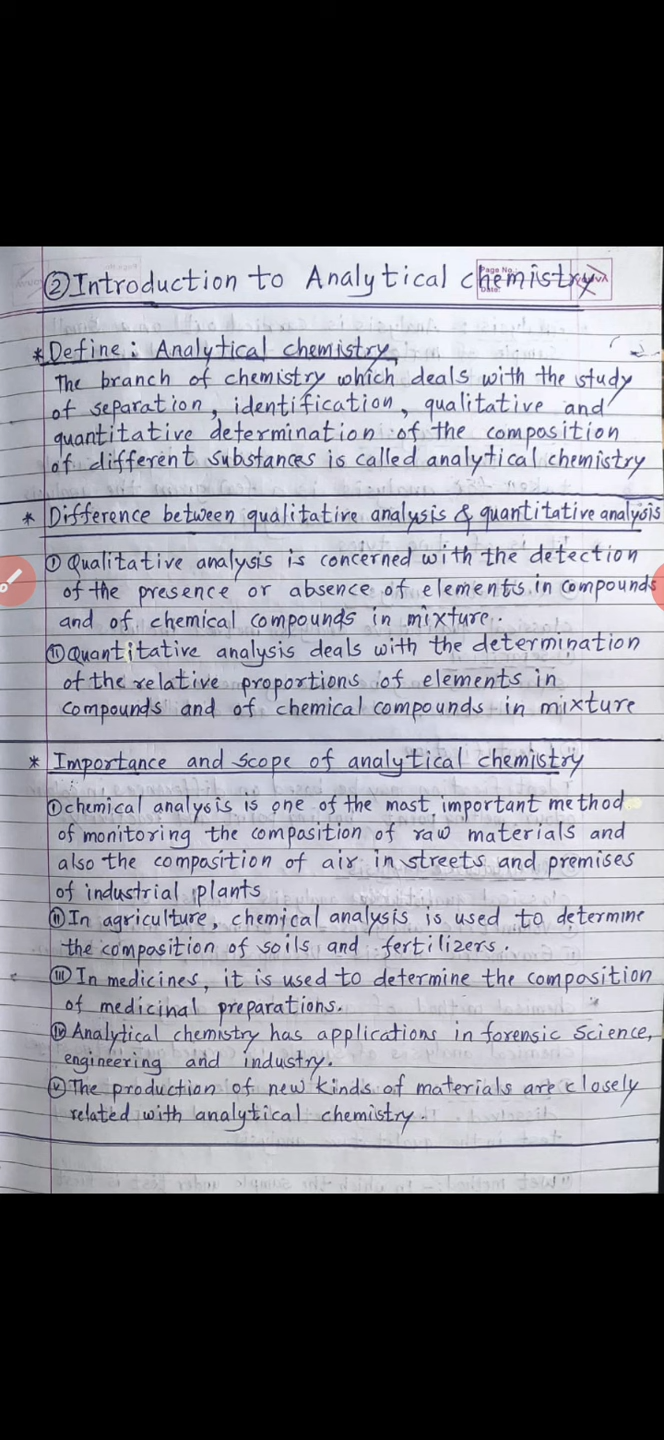 ② Introduction to Analytical chemistry
Page No.
Date
YUVA
* Define : Analytical chemistry
The branch of chemistry which deals with the study
of separation, identification, qualitative and
quantitative determination of the composition
of different substances is called analytical chemistry
* Difference between qualitative analysis & quantitative analysis
① Qualitative analysis is concerned with the detection
of the presence or absence of elements in compounds
and of chemical compounds in mixture.
ⓘⓘ Quantitative analysis deals with the determination
of the relative proportions of elements in
compounds and of chemical compounds in mixture
* Importance and scope of analytical chemistry
① chemical analysis is one of the most important method
of monitoring the composition of raw materials and
also the composition of air in streets and premises
of industrial plants
ⓘⓘ In agriculture, chemical analysis is used to determine
the composition of soils and fertilizers.
ⓘⓘⓘ In medicines, it is used to determine the composition
of medicinal preparations.
ⓘⓥ Analytical chemistry has applications in forensic science,
engineering and industry.
ⓥ The production of new kinds of materials are closely
related with analytical chemistry.